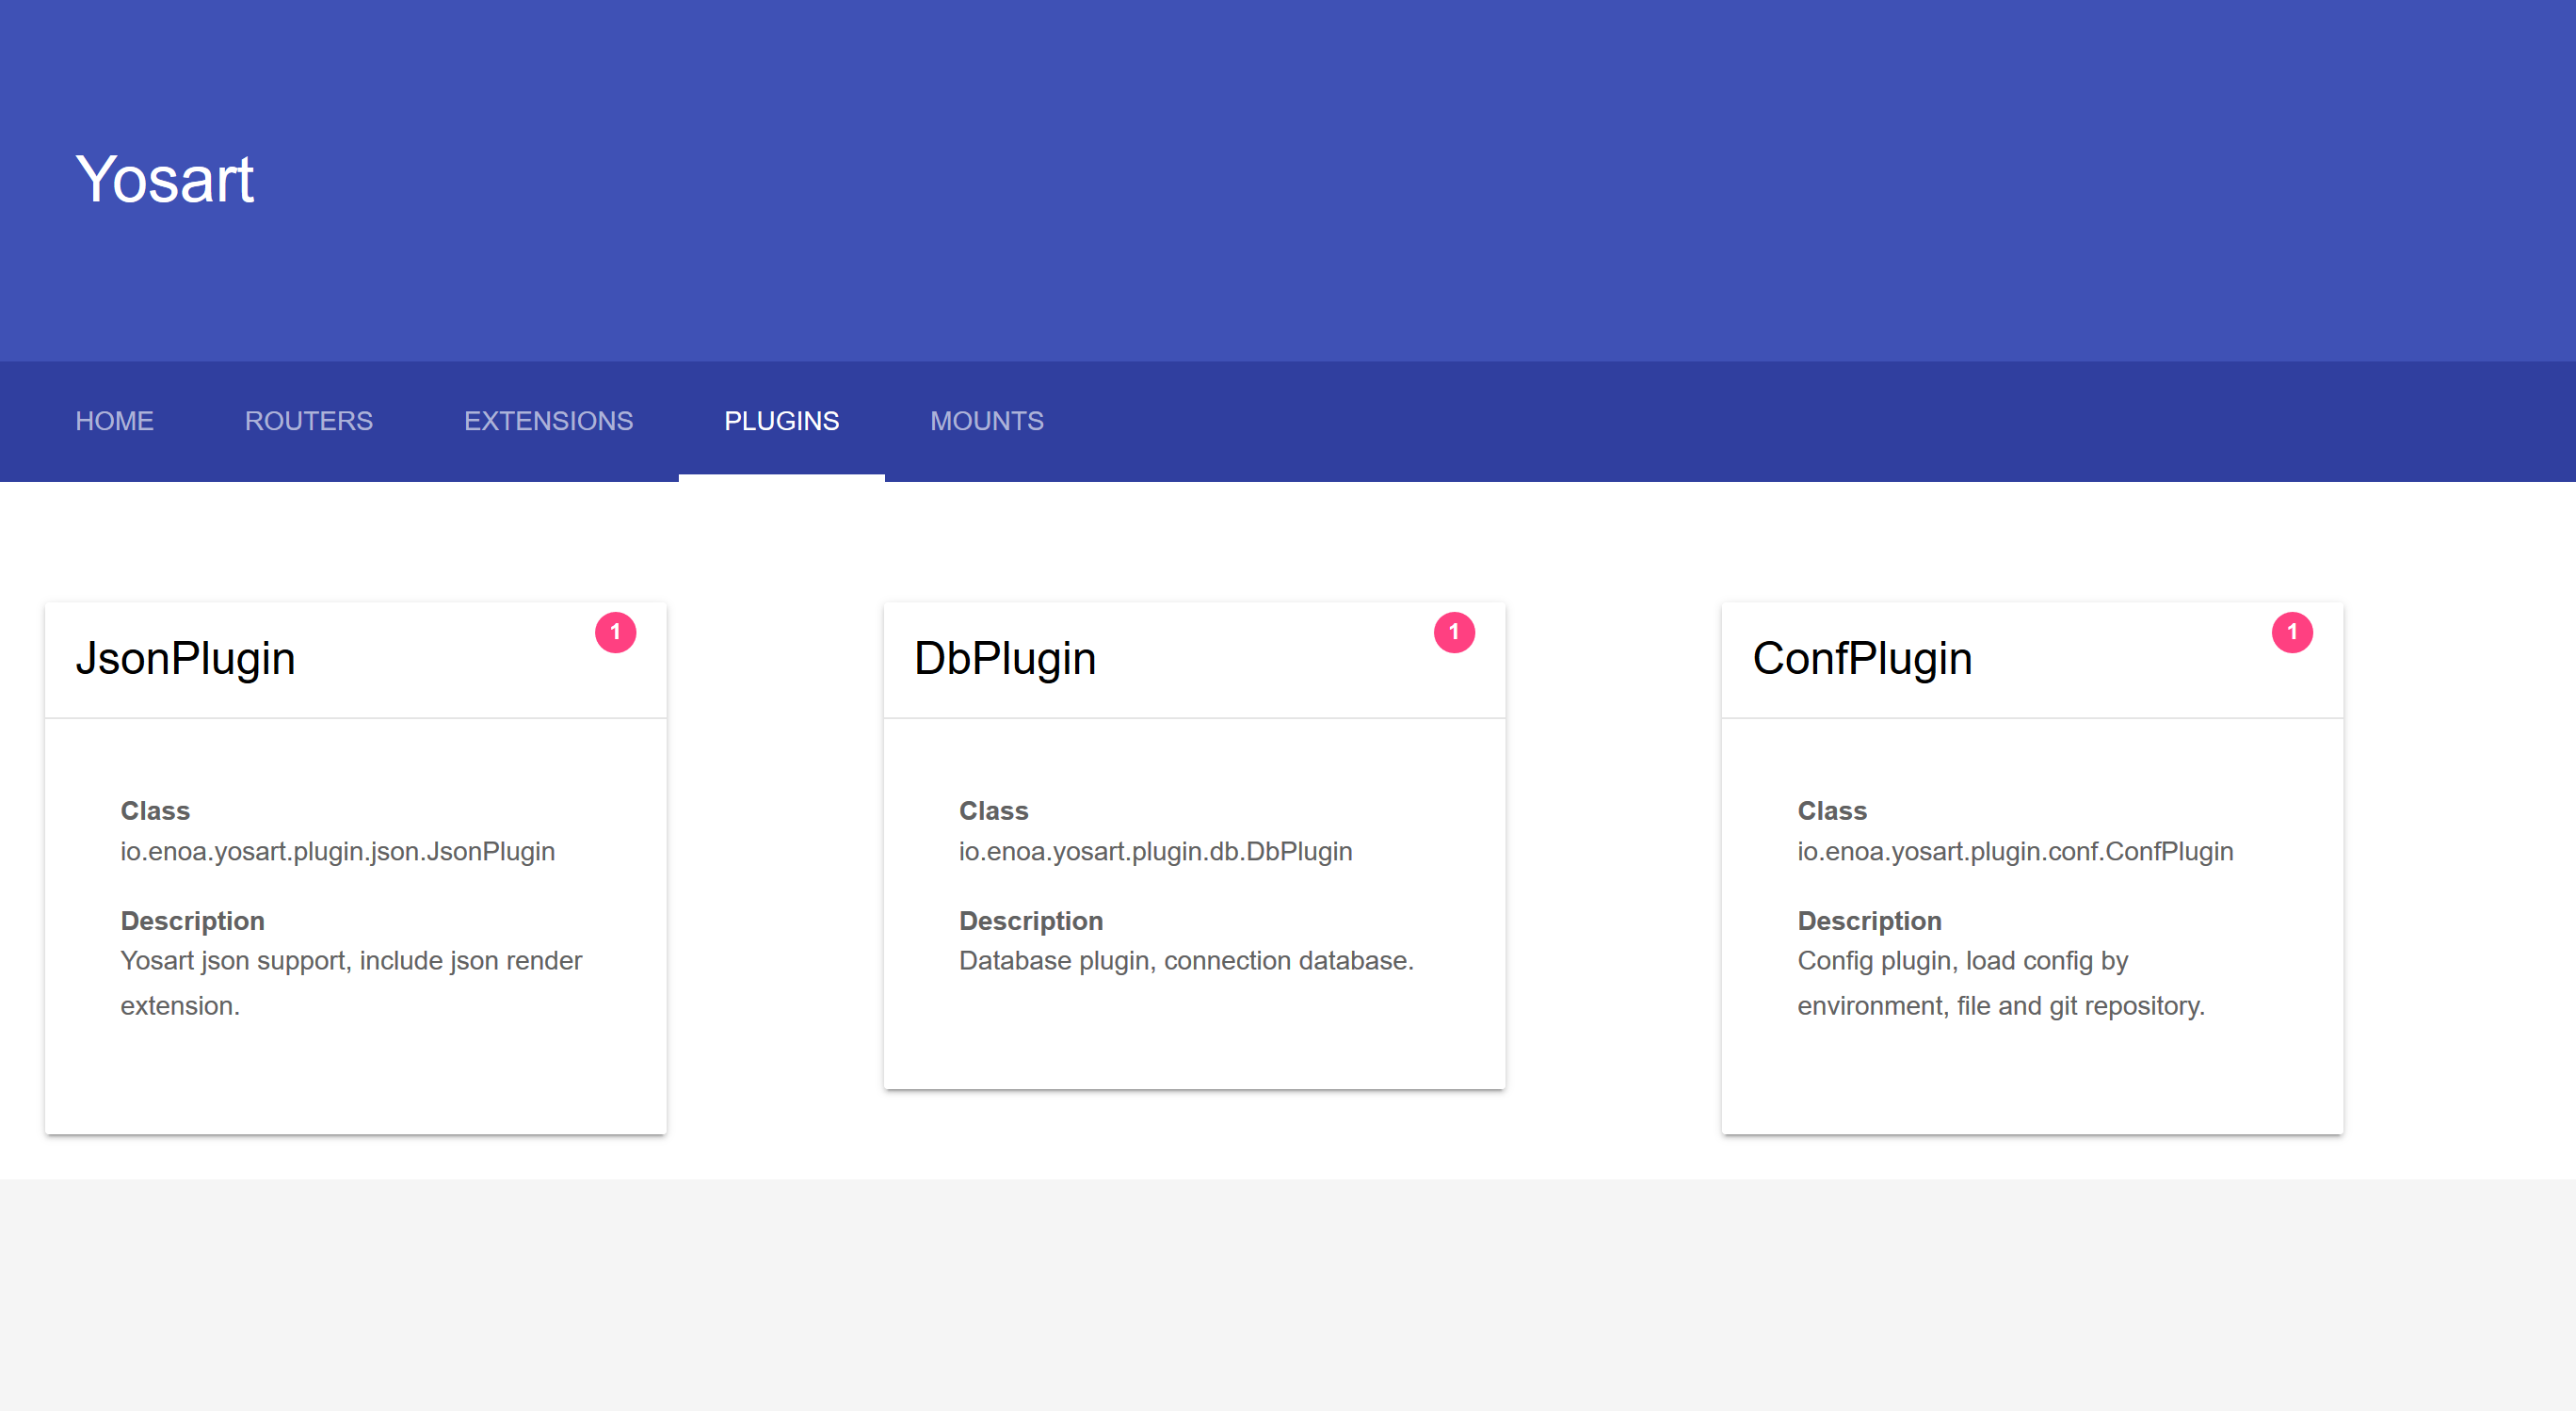 Yosart
HOME ROUTERS EXTENSIONS PLUGINS MOUNTS
JsonPlugin
1
Class
io.enoa.yosart.plugin.json.JsonPlugin
Description
Yosart json support, include json render
extension.
DbPlugin
1
Class
io.enoa.yosart.plugin.db.DbPlugin
Description
Database plugin, connection database.
ConfPlugin
1
Class
io.enoa.yosart.plugin.conf.ConfPlugin
Description
Config plugin, load config by
environment, file and git repository.